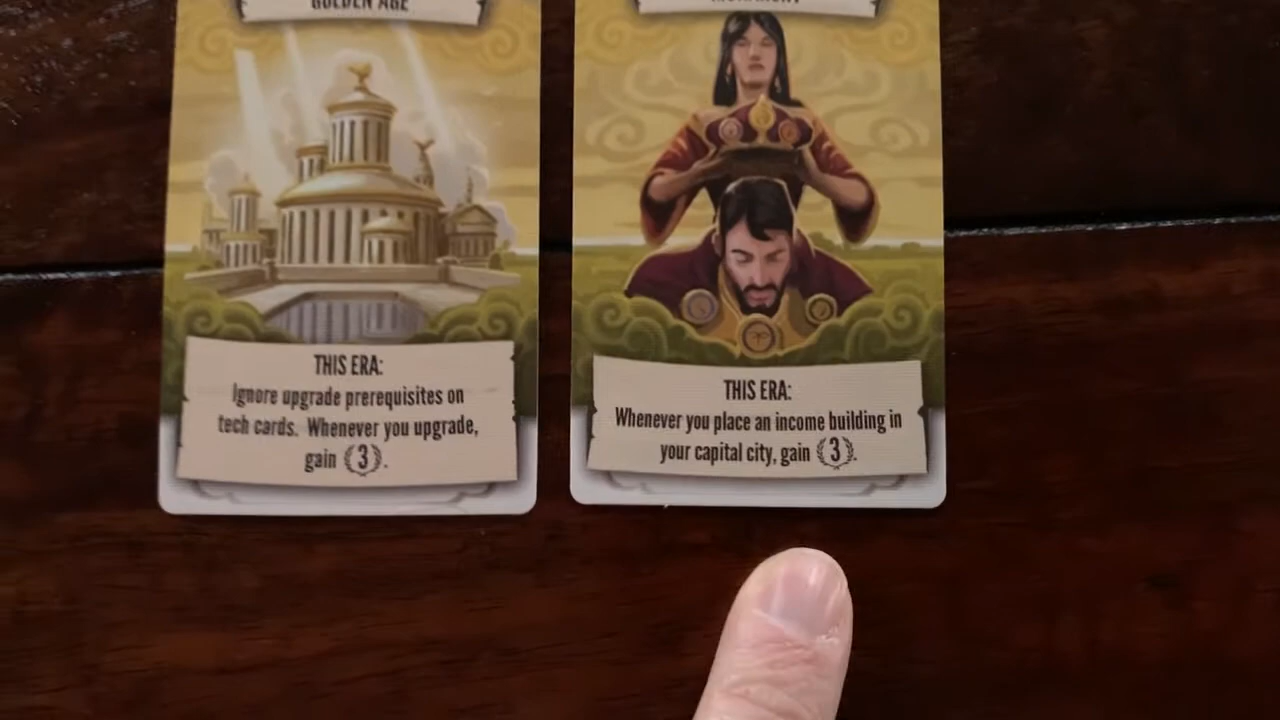 GOLDEN AGE
THIS ERA:
Ignore upgrade prerequisites on
tech cards. Whenever you upgrade,
gain 3.
MONARCHY
THIS ERA:
Whenever you place an income building in
your capital city, gain 3.